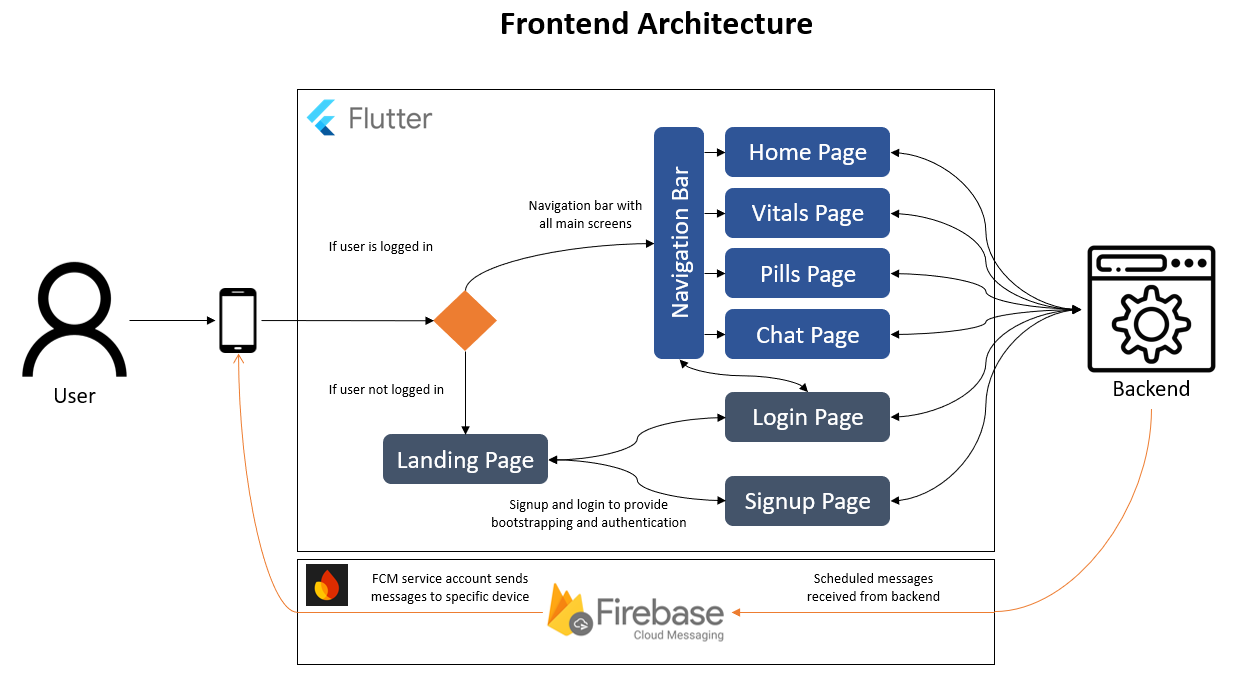 Frontend Architecture
Flutter
Navigation Bar
Home Page
Vitals Page
Pills Page
Chat Page
Navigation bar with
all main screens
If user is logged in
If user not logged in
User
Backend
Login Page
Landing Page
Signup Page
Signup and login to provide
bootstrapping and authentication
FCM service account sends
messages to specific device
Firebase
Cloud Messaging
Scheduled messages
received from backend